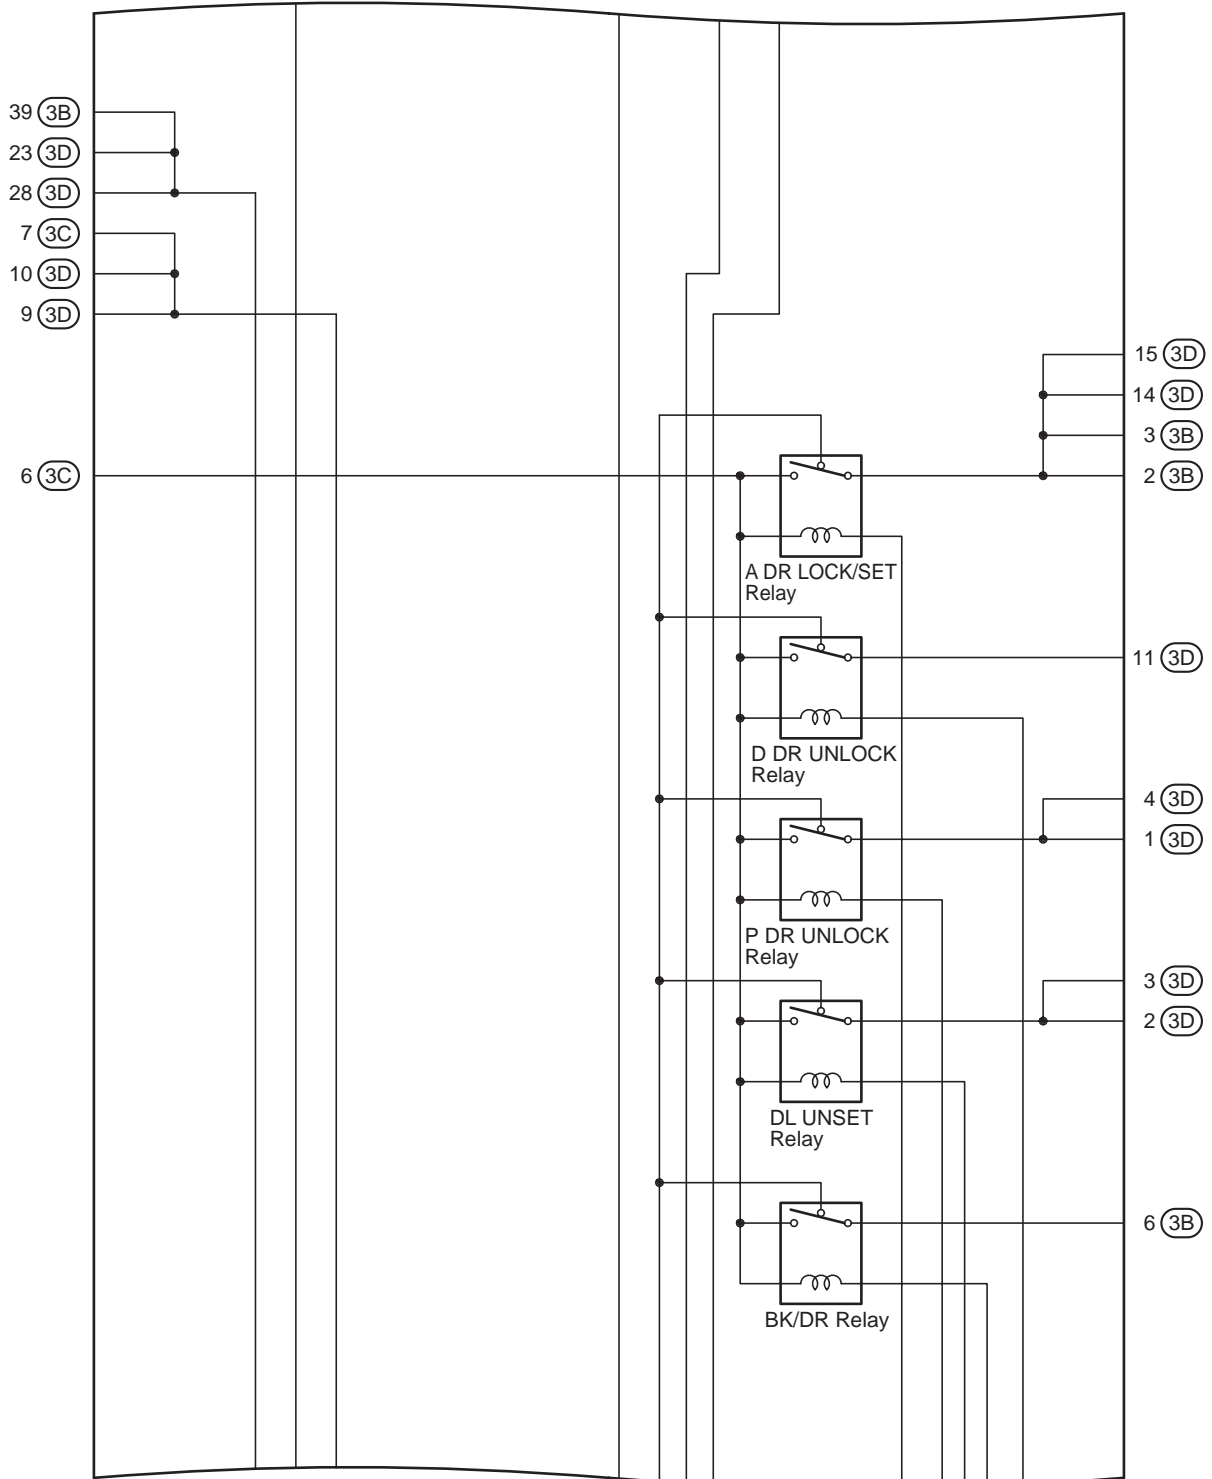 39 3B
23 3D
28 3D
7 3C
10 3D
9 3D
15 3D
14 3D
3 3B
6 3C
2 3B
A DR LOCK/SET
Relay
11 3D
D DR UNLOCK
Relay
4 3D
1 3D
P DR UNLOCK
Relay
3 3D
2 3D
DL UNSET
Relay
6 3B
BK/DR Relay